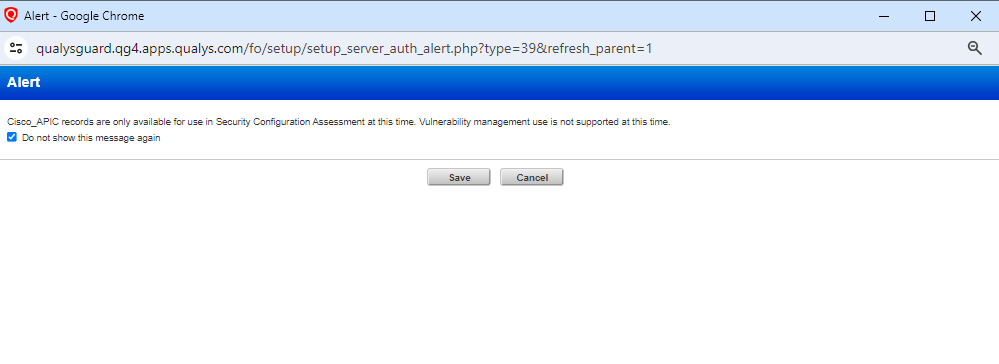 Alert - Google Chrome
qualysguard.qg4.apps.qualys.com/fo/setup/setup_server_auth_alert.php?type=39&refresh_parent=1
Alert
Cisco_APIC records are only available for use in Security Configuration Assessment at this time. Vulnerability management use is not supported at this time.
Do not show this message again
Save Cancel